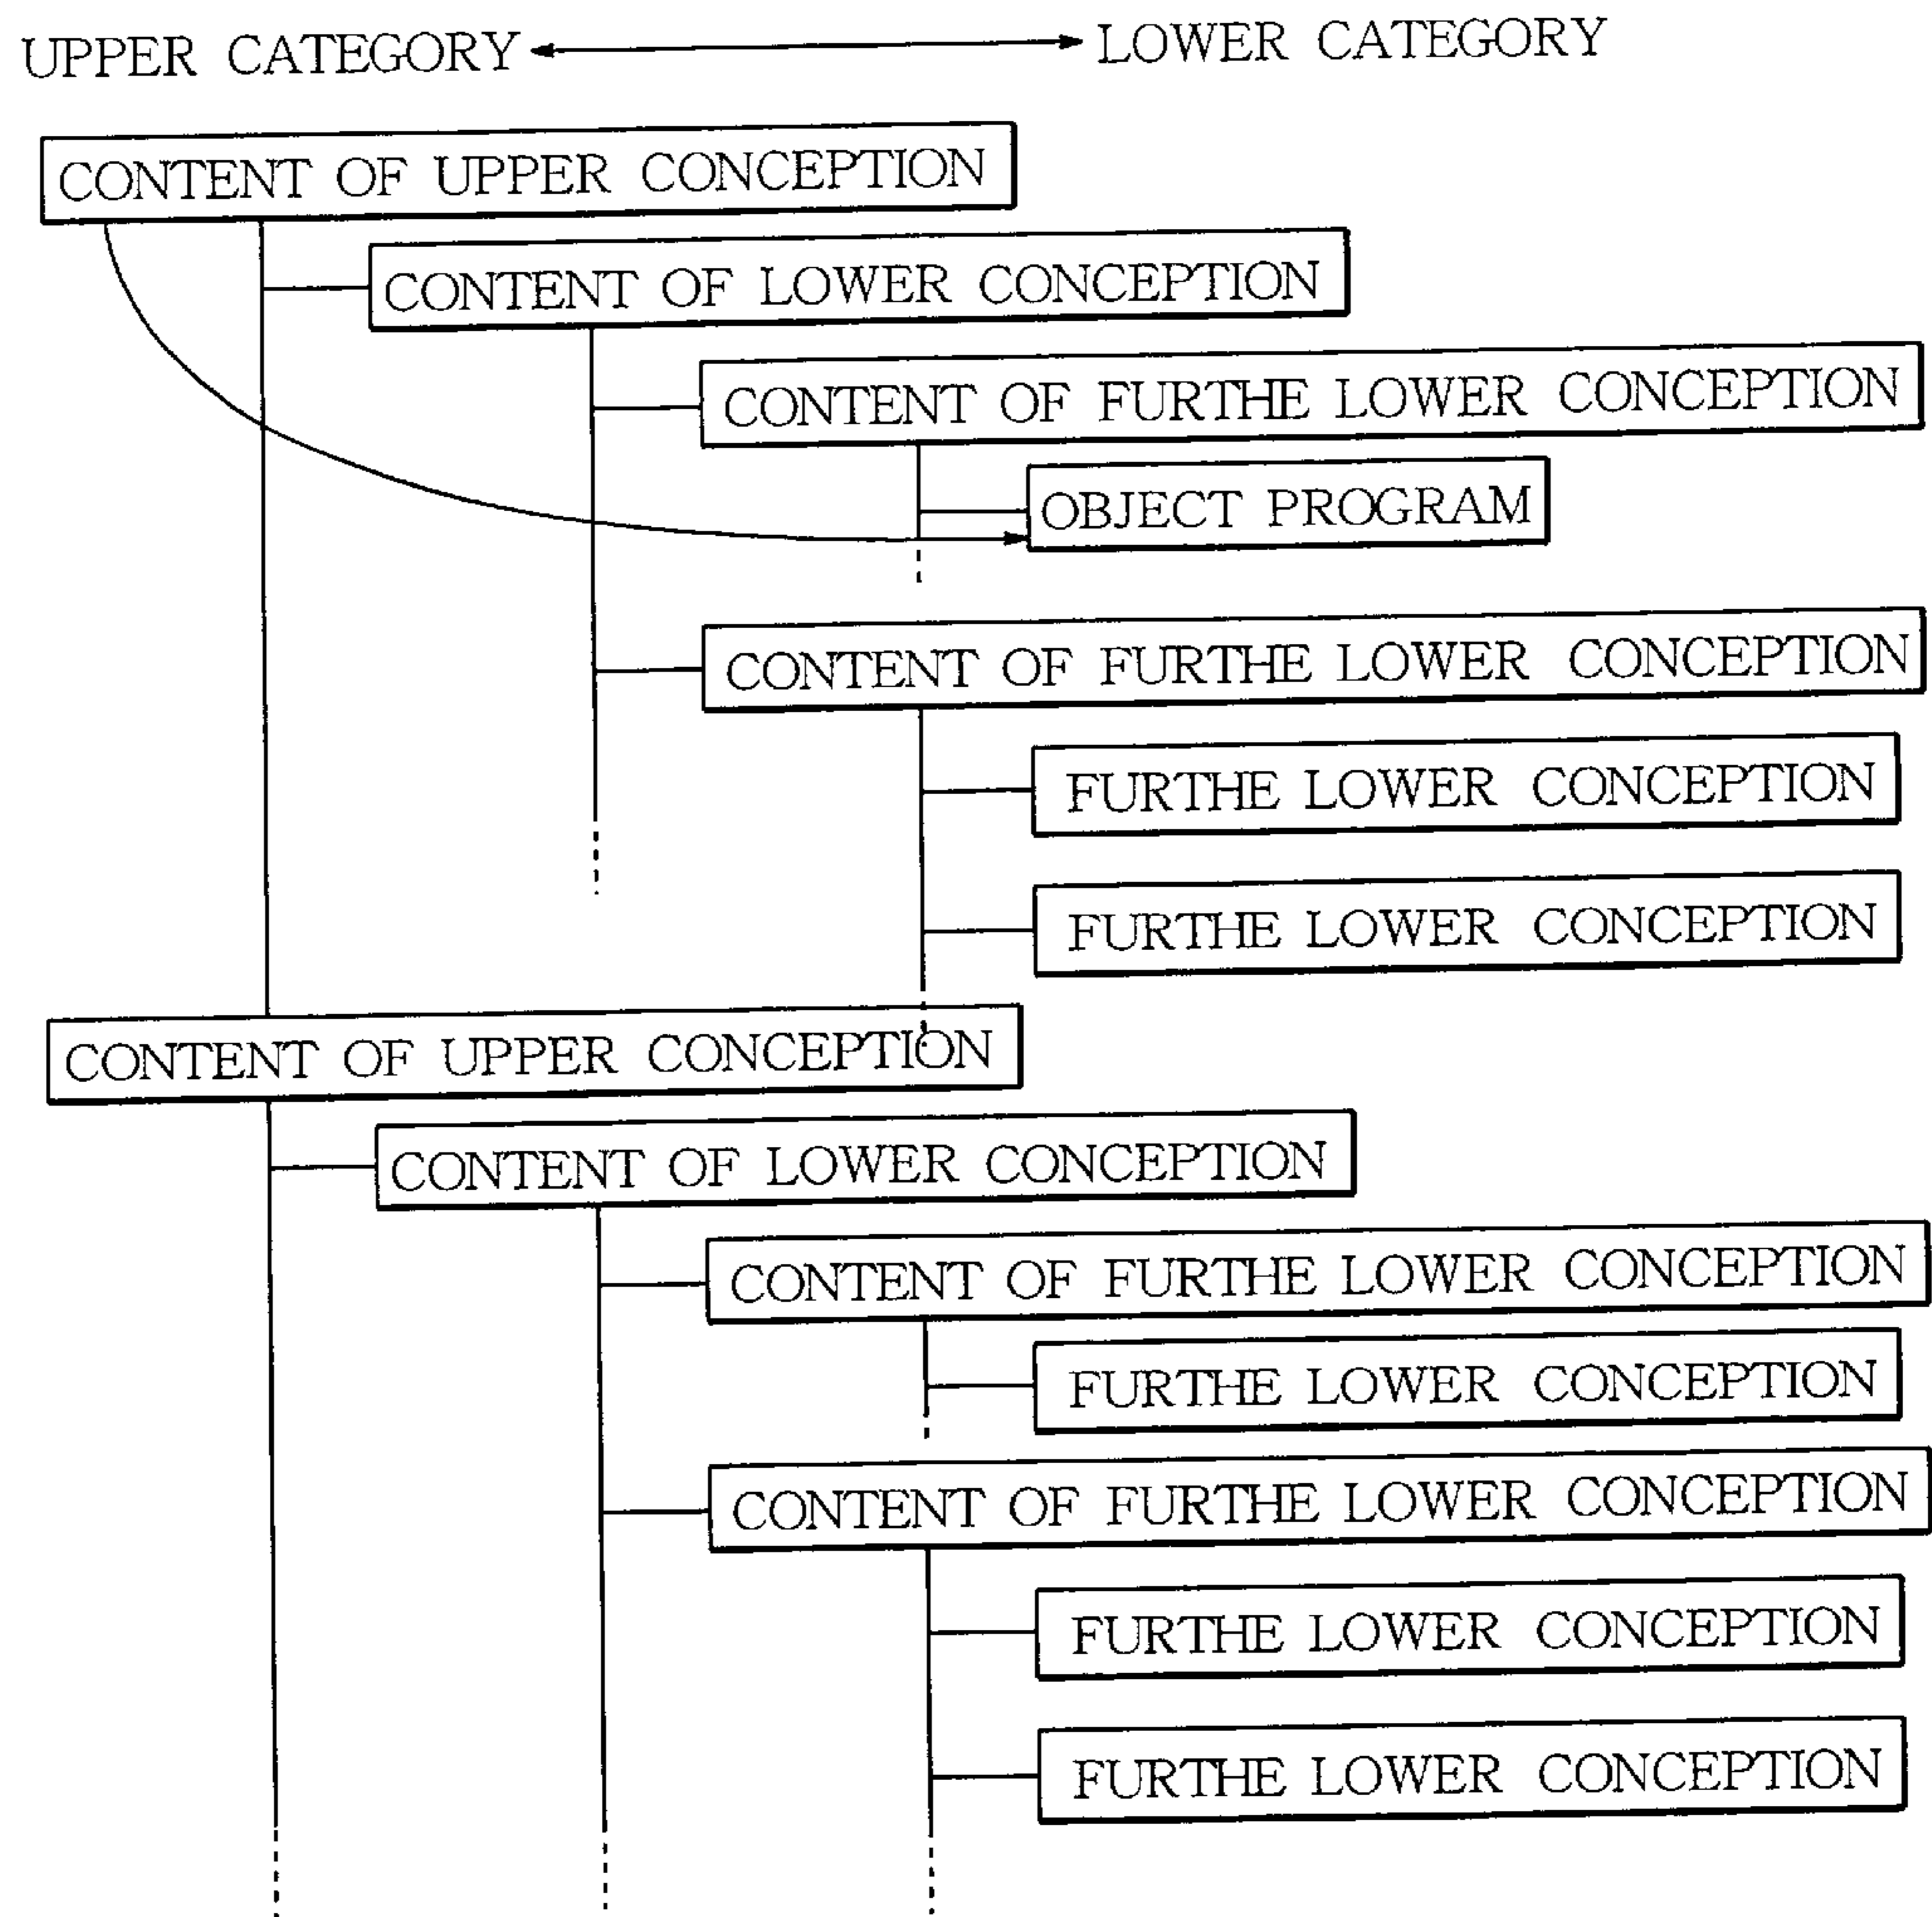 UPPER CATEGORY LOWER CATEGORY
CONTENT OF UPPER CONCEPTION
CONTENT OF LOWER CONCEPTION
CONTENT OF FURTHE LOWER CONCEPTION
OBJECT PROGRAM
CONTENT OF FURTHE LOWER CONCEPTION
FURTHE LOWER CONCEPTION
FURTHE LOWER CONCEPTION
CONTENT OF UPPER CONCEPTION
CONTENT OF LOWER CONCEPTION
CONTENT OF FURTHE LOWER CONCEPTION
FURTHE LOWER CONCEPTION
CONTENT OF FURTHE LOWER CONCEPTION
FURTHE LOWER CONCEPTION
FURTHE LOWER CONCEPTION